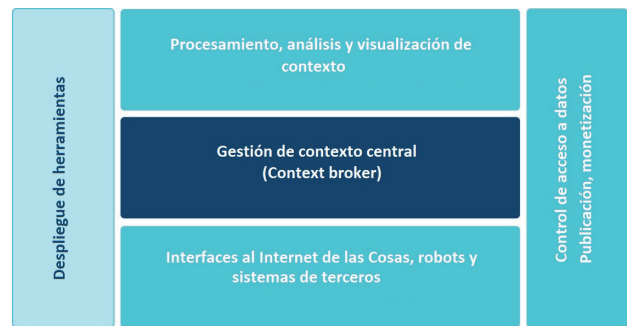 Despliegue de herramientas
Procesamiento, análisis y visualización de
contexto
Gestión de contexto central
(Context broker)
Interfaces al Internet de las Cosas, robots y
sistemas de terceros
Control de acceso a datos
Publicación, monetización